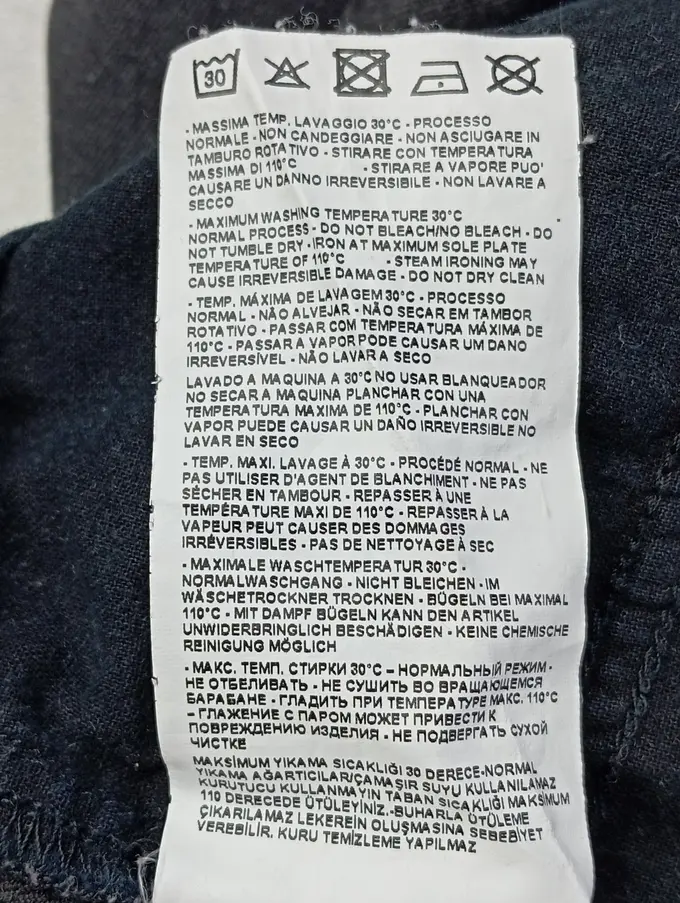 30
- MASSIMA TEMP. LAVAGGIO 30°C - PROCESSO
NORMALE - NON CANDEGGIARE - NON ASCIUGARE IN
TAMBURO ROTATIVO - STIRARE CON TEMPERATURA
MASSIMA DI 110°C - STIRARE A VAPORE PUO'
CAUSARE UN DANNO IRREVERSIBILE - NON LAVARE A
SECCO
- MAXIMUM WASHING TEMPERATURE 30°C -
NORMAL PROCESS - DO NOT BLEACH/NO BLEACH - DO
NOT TUMBLE DRY - IRON AT MAXIMUM SOLE PLATE
TEMPERATURE OF 110°C - STEAM IRONING MAY
CAUSE IRREVERSIBLE DAMAGE - DO NOT DRY CLEAN
- TEMP. MÁXIMA DE LAVAGEM 30°C - PROCESSO
NORMAL - NÃO ALVEJAR - NÃO SECAR EM TAMBOR
ROTATIVO - PASSAR COM TEMPERATURA MÁXIMA DE
110°C - PASSAR A VAPOR PODE CAUSAR UM DANO
IRREVERSÍVEL - NÃO LAVAR A SECO
LAVADO A MAQUINA A 30°C NO USAR BLANQUEADOR
NO SECAR A MAQUINA PLANCHAR CON UNA
TEMPERATURA MAXIMA DE 110°C - PLANCHAR CON
VAPOR PUEDE CAUSAR UN DAÑO IRREVERSIBLE NO
LAVAR EN SECO
- TEMP. MAXI. LAVAGE À 30°C - PROCÉDÉ NORMAL - NE
PAS UTILISER D'AGENT DE BLANCHIMENT - NE PAS
SÉCHER EN TAMBOUR - REPASSER À UNE
TEMPÉRATURE MAXI DE 110°C - REPASSER À LA
VAPEUR PEUT CAUSER DES DOMMAGES
IRRÉVERSIBLES - PAS DE NETTOYAGE À SEC
- MAXIMALE WASCHTEMPERATUR 30°C -
NORMALWASCHGANG - NICHT BLEICHEN - IM
WÄSCHETROCKNER TROCKNEN - BÜGELN BEI MAXIMAL
110°C - MIT DAMPF BÜGELN KANN DEN ARTIKEL
UNWIDERBRINGLICH BESCHÄDIGEN - KEINE CHEMISCHE
REINIGUNG MÖGLICH
- МАКС. ТЕМП. СТИРКИ 30°C – НОРМАЛЬНЫЙ РЕЖИМ -
НЕ ОТБЕЛИВАТЬ - НЕ СУШИТЬ ВО ВРАЩАЮЩЕМСЯ
БАРАБАНЕ - ГЛАДИТЬ ПРИ ТЕМПЕРАТУРЕ МАКС. 110°C
– ГЛАЖЕНИЕ С ПАРОМ МОЖЕТ ПРИВЕСТИ К
ПОВРЕЖДЕНИЮ ИЗДЕЛИЯ - НЕ ПОДВЕРГАТЬ СУХОЙ
ЧИСТКЕ
MAKSİMUM YIKAMA SICAKLIĞI 30 DERECE-NORMAL
YIKAMA AĞARTICILAR/ÇAMAŞIR SUYU KULLANILAMAZ
KURUTUCU KULLANMAYIN TABAN SICAKLIĞI MAKSİMUM
110 DERECEDE ÜTÜLEYİNİZ.-BUHARLA ÜTÜLEME
ÇIKARILAMAZ LEKEREİN OLUŞMASINA SEBEBİYET
VEREBİLİR. KURU TEMİZLEME YAPILMAZ